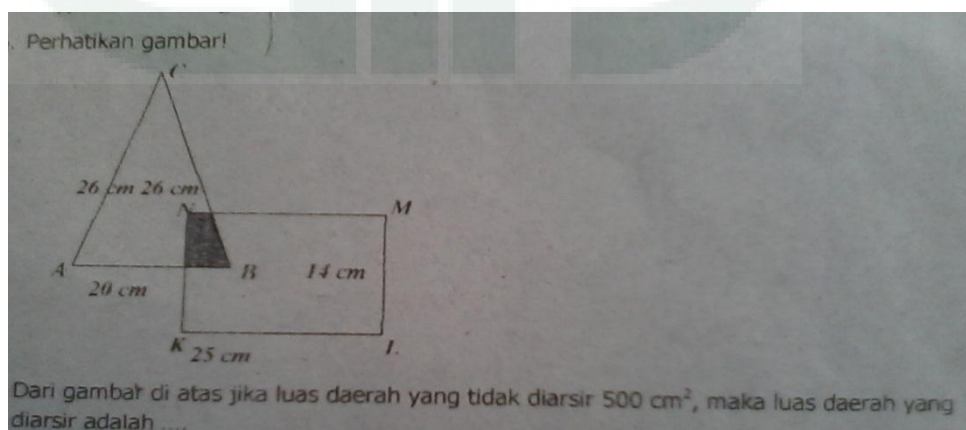 Perhatikan gambar!
C
26 cm 26 cm
N
M
A
B
14 cm
20 cm
K
25 cm
L
Dari gambar di atas jika luas daerah yang tidak diarsir 500 cm², maka luas daerah yang
diarsir adalah ....